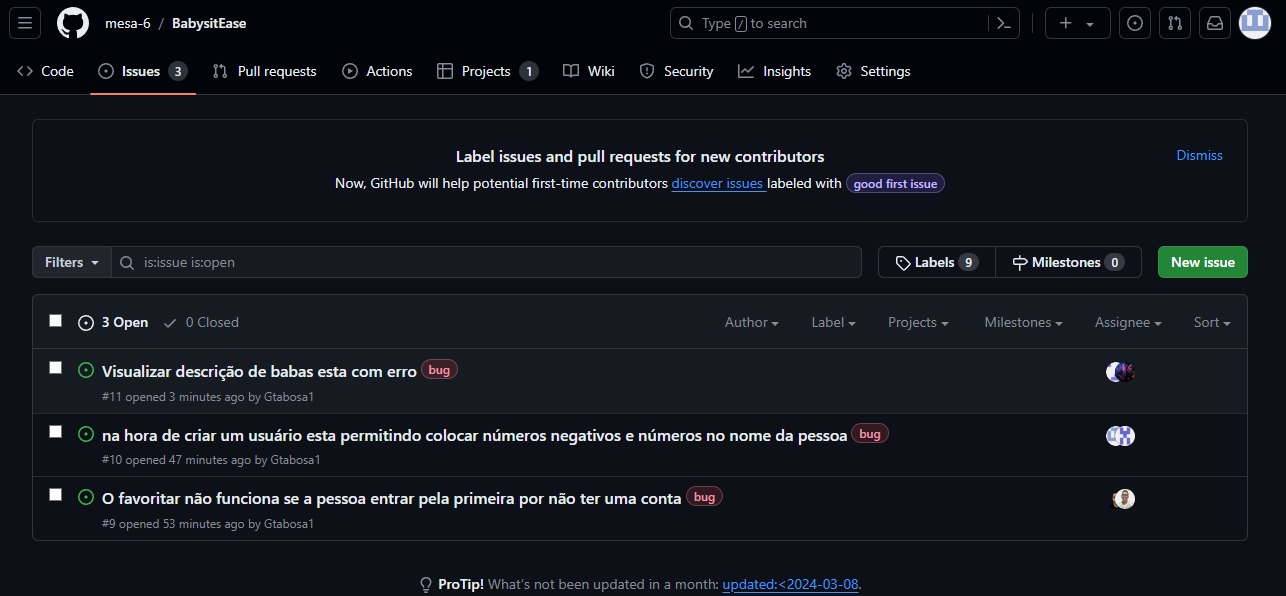 mesa-6 / BabysitEase
Type / to search
Code Issues 3 Pull requests Actions Projects 1 Wiki Security Insights Settings
Label issues and pull requests for new contributors
Dismiss
Now, GitHub will help potential first-time contributors discover issues labeled with good first issue
Filters is:issue is:open Labels 9 Milestones 0 New issue
3 Open 0 Closed Author Label Projects Milestones Assignee Sort
Visualizar descrição de babas esta com erro bug
#11 opened 3 minutes ago by Gtabosa1
na hora de criar um usuário esta permitindo colocar números negativos e números no nome da pessoa bug
#10 opened 47 minutes ago by Gtabosa1
O favoritar não funciona se a pessoa entrar pela primeira por não ter uma conta bug
#9 opened 53 minutes ago by Gtabosa1
ProTip! What's not been updated in a month: updated:<2024-03-08.